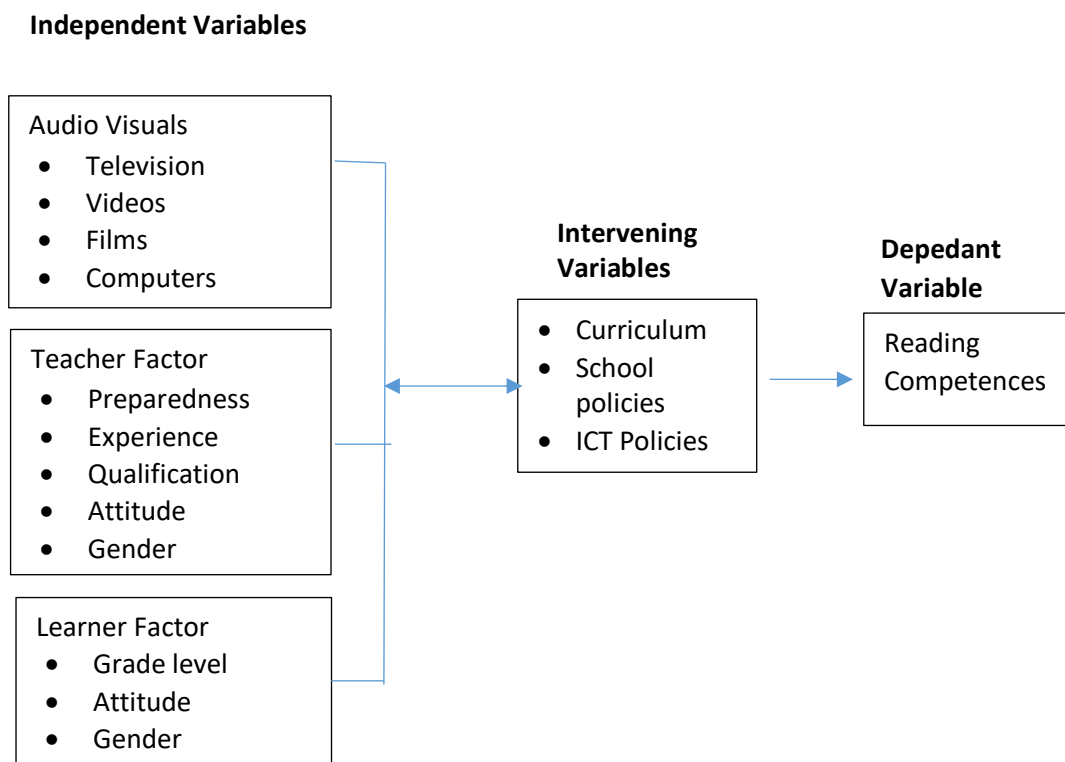 Independent Variables
Audio Visuals
• Television
• Videos
• Films
• Computers
Teacher Factor
• Preparedness
• Experience
• Qualification
• Attitude
• Gender
Learner Factor
• Grade level
• Attitude
• Gender
Intervening
Variables
• Curriculum
• School
policies
• ICT Policies
Depedant
Variable
Reading
Competences